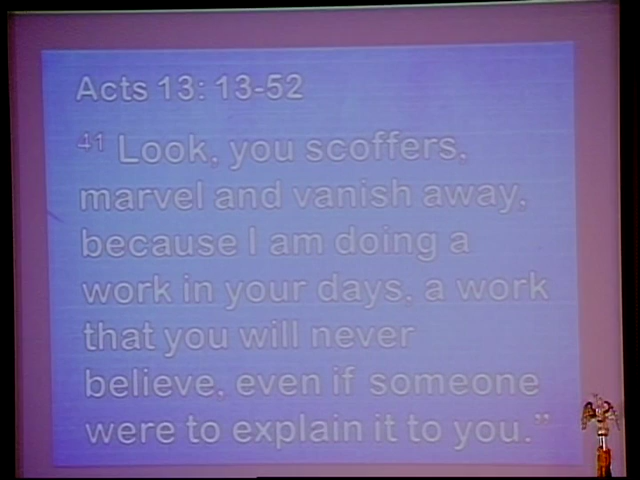 Acts 13: 13-52
41 Look, you scoffers,
marvel and vanish away,
because I am doing a
work in your days, a work
that you will never
believe, even if someone
were to explain it to you.”